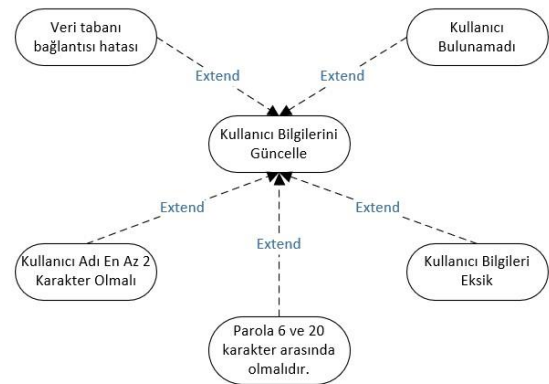 Veri tabanı
bağlantısı hatası
Kullanıcı
Bulunamadı
Extend
Extend
Kullanıcı Bilgilerini
Güncelle
Extend
Extend
Extend
Kullanıcı Adı En Az 2
Karakter Olmalı
Kullanıcı Bilgileri
Eksik
Parola 6 ve 20
karakter arasında
olmalıdır.